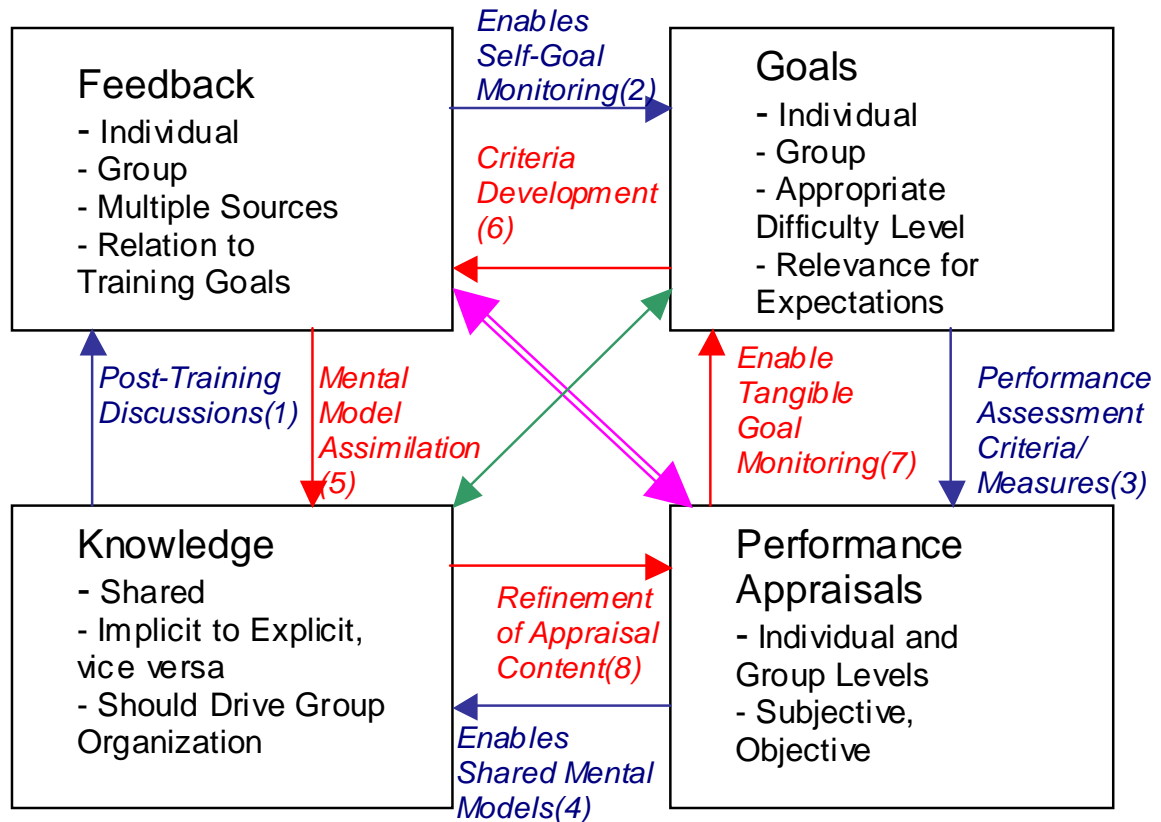 Feedback
- Individual
- Group
- Multiple Sources
- Relation to
Training Goals
Enables
Self-Goal
Monitoring(2)
Criteria
Development
(6)
Goals
- Individual
- Group
- Appropriate
Difficulty Level
- Relevance for
Expectations
Post-Training
Discussions(1)
Mental
Model
Assimilation
(5)
Enable
Tangible
Goal
Monitoring(7)
Performance
Assessment
Criteria/
Measures(3)
Knowledge
- Shared
- Implicit to Explicit,
vice versa
- Should Drive Group
Organization
Refinement
of Appraisal
Content(8)
Enables
Shared Mental
Models(4)
Performance
Appraisals
- Individual and
Group Levels
- Subjective,
Objective